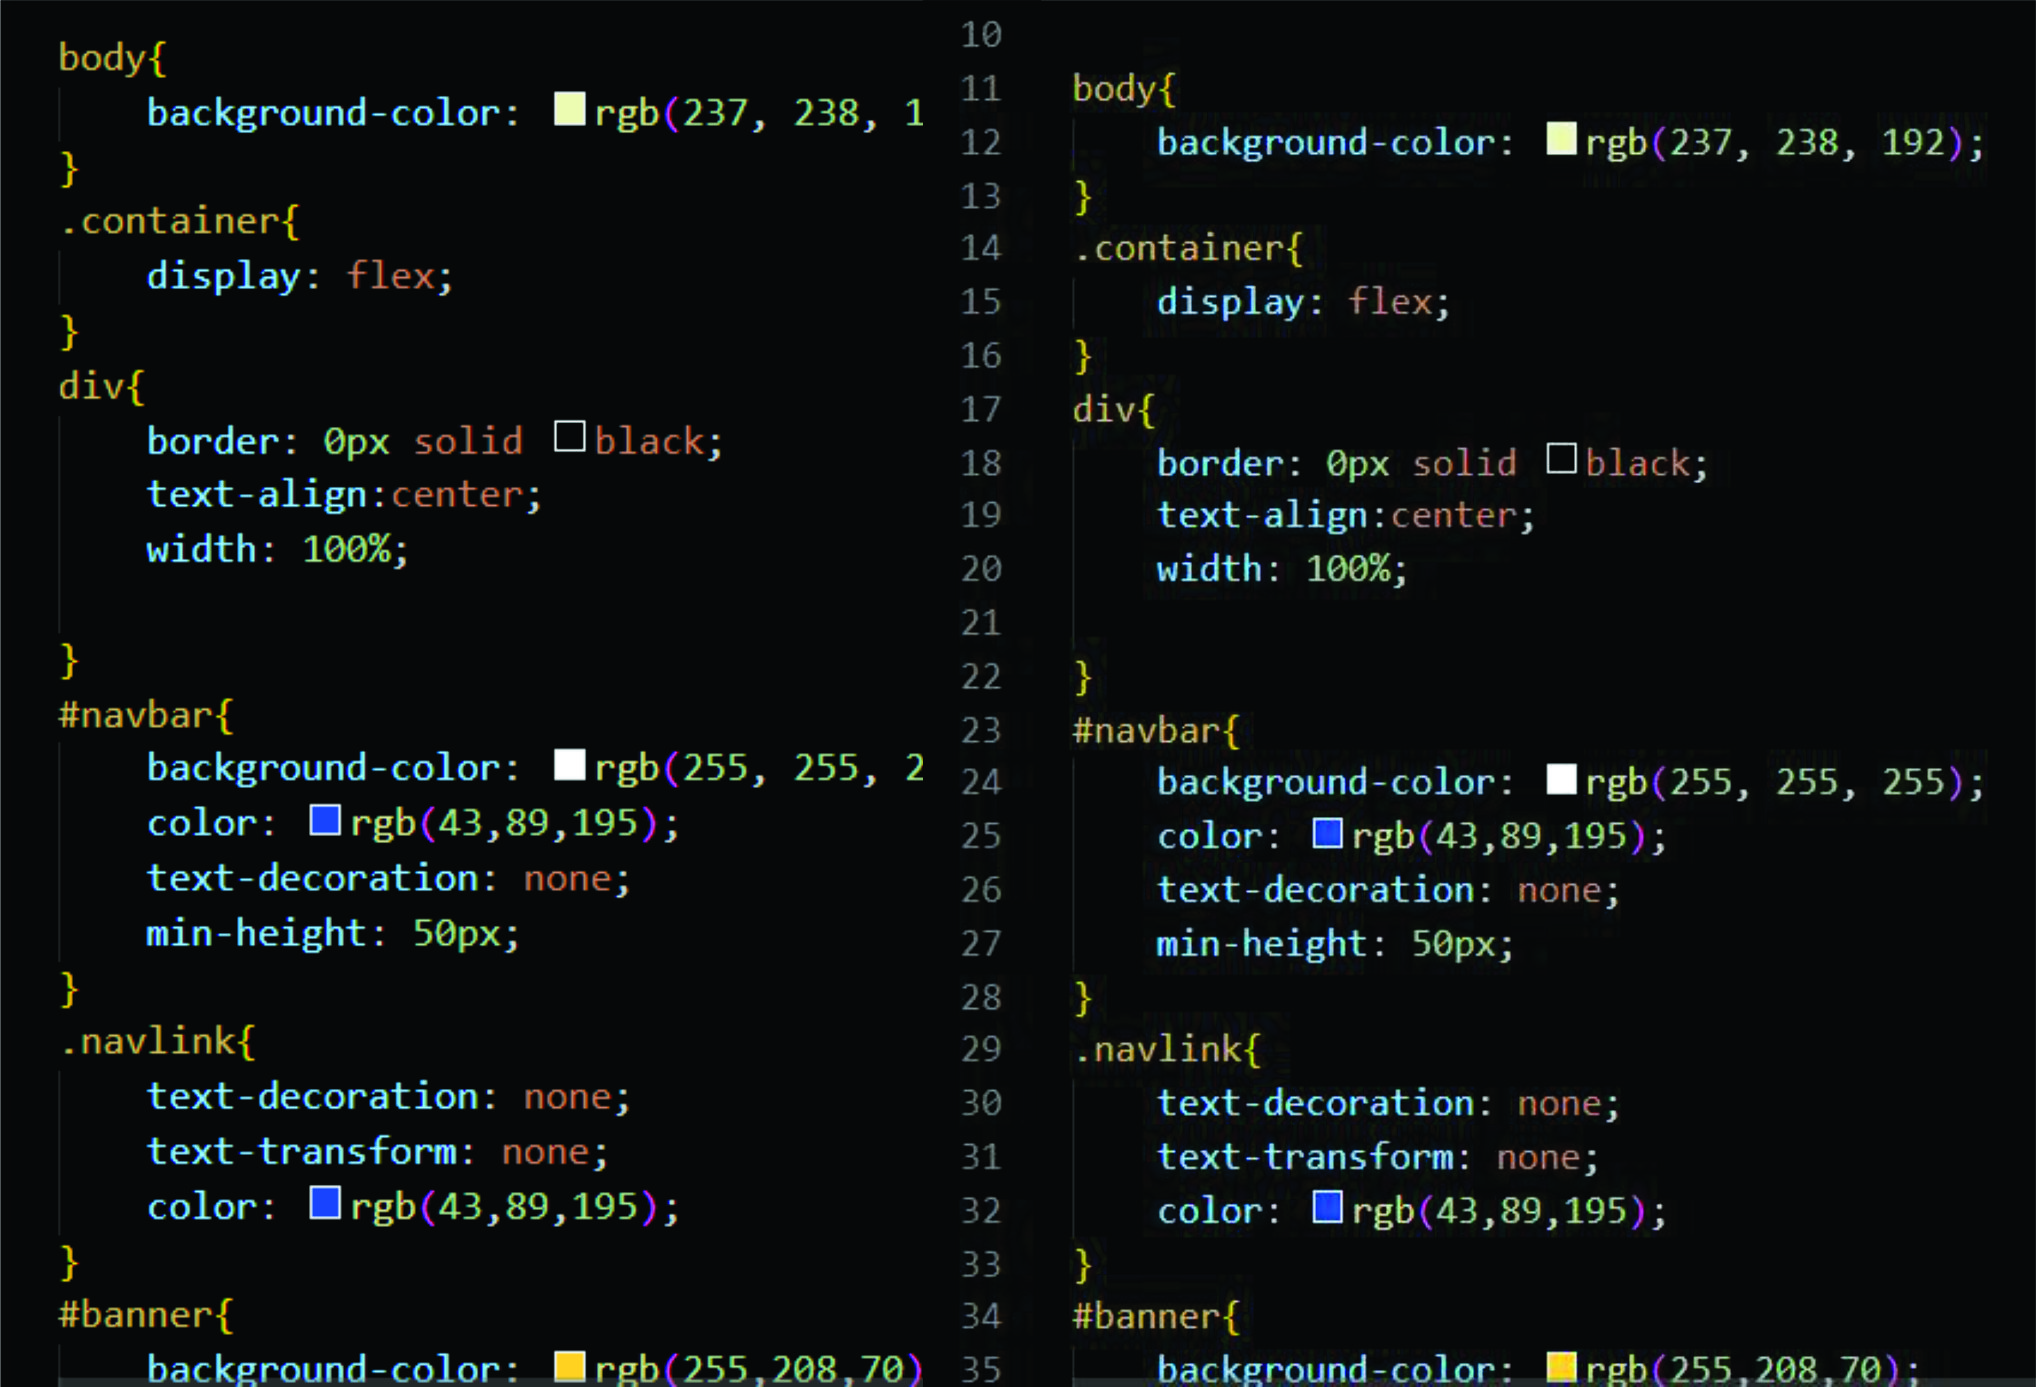 body{
background-color: rgb(237, 238, 1
}
.container{
display: flex;
}
div{
border: 0px solid black;
text-align:center;
width: 100%;
}
#navbar{
background-color: rgb(255, 255, 2
color: rgb(43,89,195);
text-decoration: none;
min-height: 50px;
}
.navlink{
text-decoration: none;
text-transform: none;
color: rgb(43,89,195);
}
#banner{
background-color: rgb(255,208,70)
10
11 body{
12 background-color: rgb(237, 238, 192);
13 }
14 .container{
15 display: flex;
16 }
17 div{
18 border: 0px solid black;
19 text-align:center;
20 width: 100%;
21
22 }
23 #navbar{
24 background-color: rgb(255, 255, 255);
25 color: rgb(43,89,195);
26 text-decoration: none;
27 min-height: 50px;
28 }
29 .navlink{
30 text-decoration: none;
31 text-transform: none;
32 color: rgb(43,89,195);
33 }
34 #banner{
35 background-color: rgb(255,208,70);